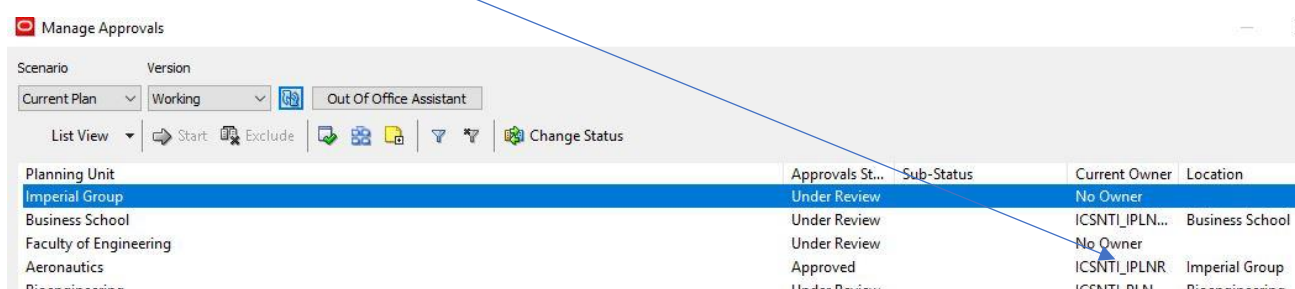 Manage Approvals
Scenario Version
Current Plan Working Out Of Office Assistant
List View Start Exclude Change Status
Planning Unit Approvals St... Sub-Status Current Owner Location
Imperial Group Under Review No Owner
Business School Under Review ICSNTI_IPLN... Business School
Faculty of Engineering Under Review No Owner
Aeronautics Approved ICSNTI_IPLNR Imperial Group